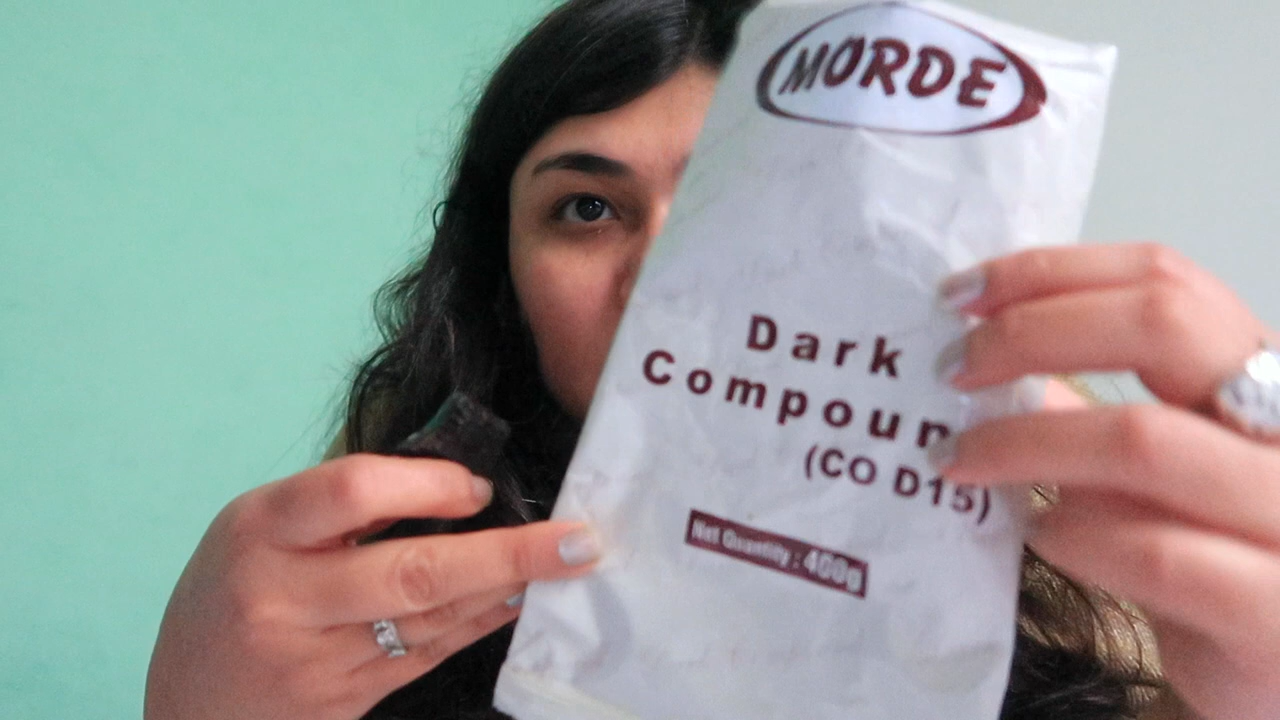 MORDE
Dark
Compoun
(CO D15)
Net Quantity : 400g